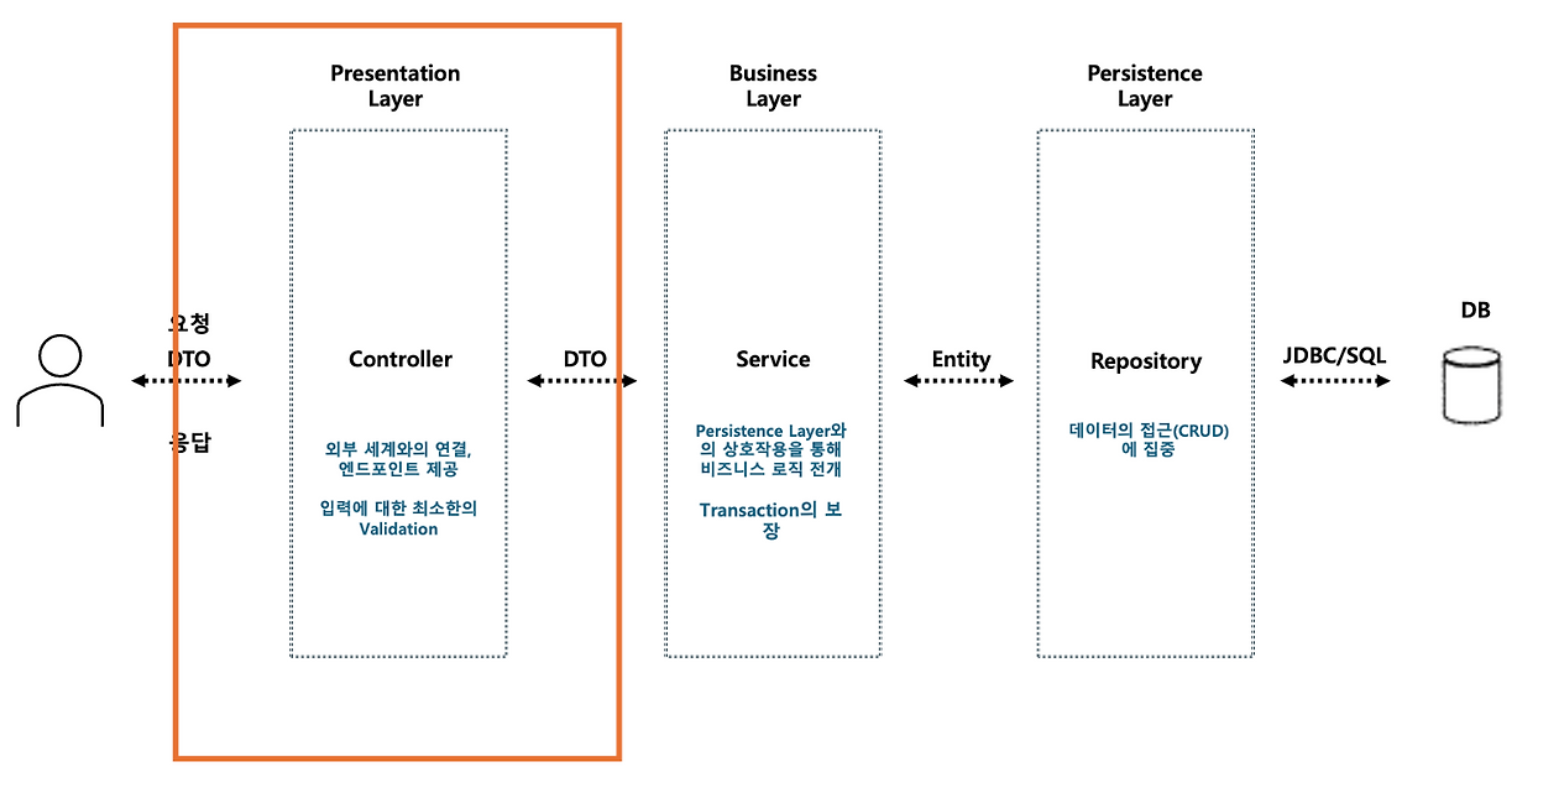 Presentation
Layer
Business
Layer
Persistence
Layer
요청
DTO
응답
Controller
외부 세계와의 연결,
엔드포인트 제공
입력에 대한 최소한의
Validation
DTO
Service
Persistence Layer와
의 상호작용을 통해
비즈니스 로직 전개
Transaction의 보
장
Entity
Repository
데이터의 접근(CRUD)
에 집중
JDBC/SQL
DB